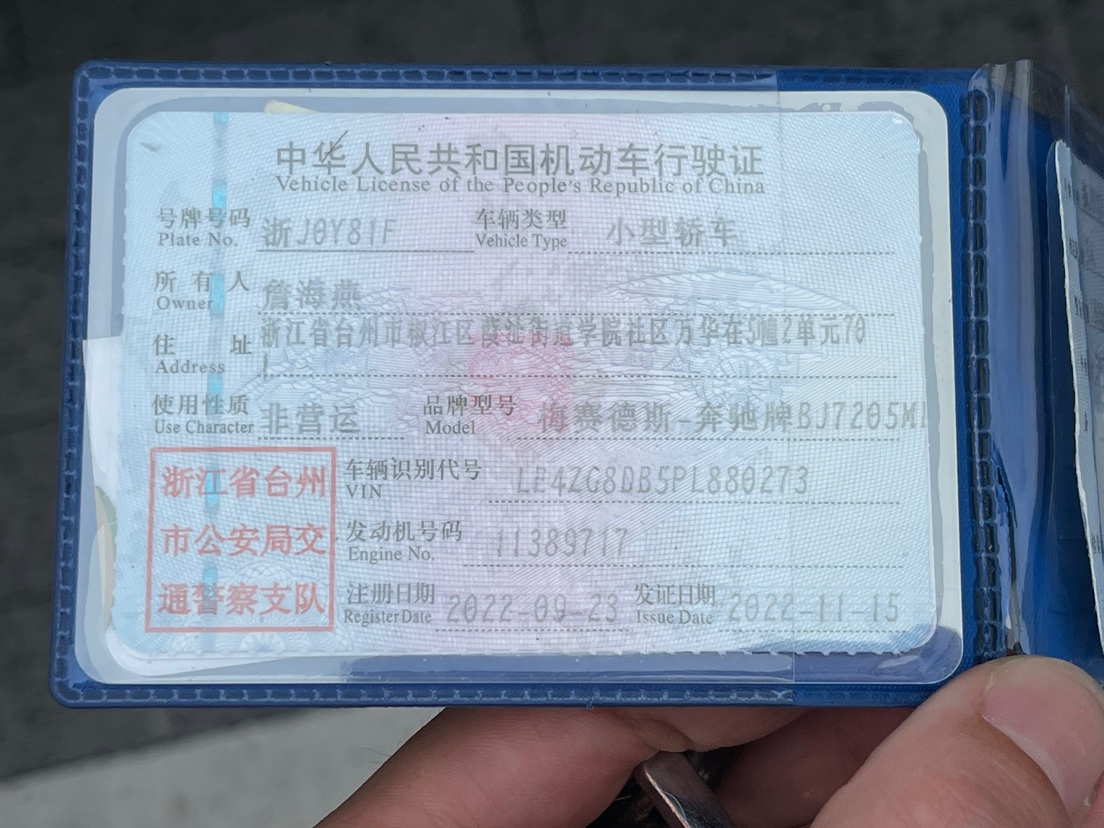 中华人民共和国机动车行驶证
Vehicle License of the People's Republic of China
号牌号码 浙J0Y81F 车辆类型 小型轿车
Plate No. Vehicle Type
所有人 詹海燕
Owner
住址 浙江省台州市椒江区葭沚街道学院社区万华在5幢2单元70
Address
使用性质 非营运 品牌型号 梅赛德斯-奔驰牌BJ7205M
Use Character Model
浙江省台州 车辆识别代号 LE4ZG8DB5PL880273
VIN
市公安局交 发动机号码 11389717
Engine No.
通警察支队 注册日期 2022-09-23 发证日期 2022-11-15
Register Date Issue Date